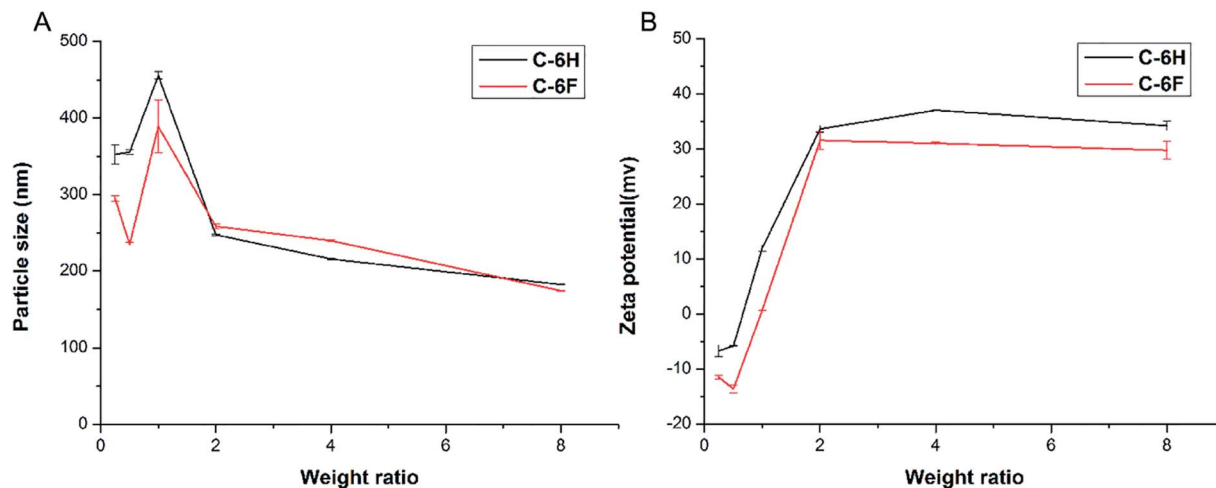 A
500
400
300
200
100
0
Particle size (nm)
0
2
4
6
8
Weight ratio
C-6H
C-6F
B
50
40
30
20
10
0
-10
-20
Zeta potential(mv)
0
2
4
6
8
Weight ratio
C-6H
C-6F